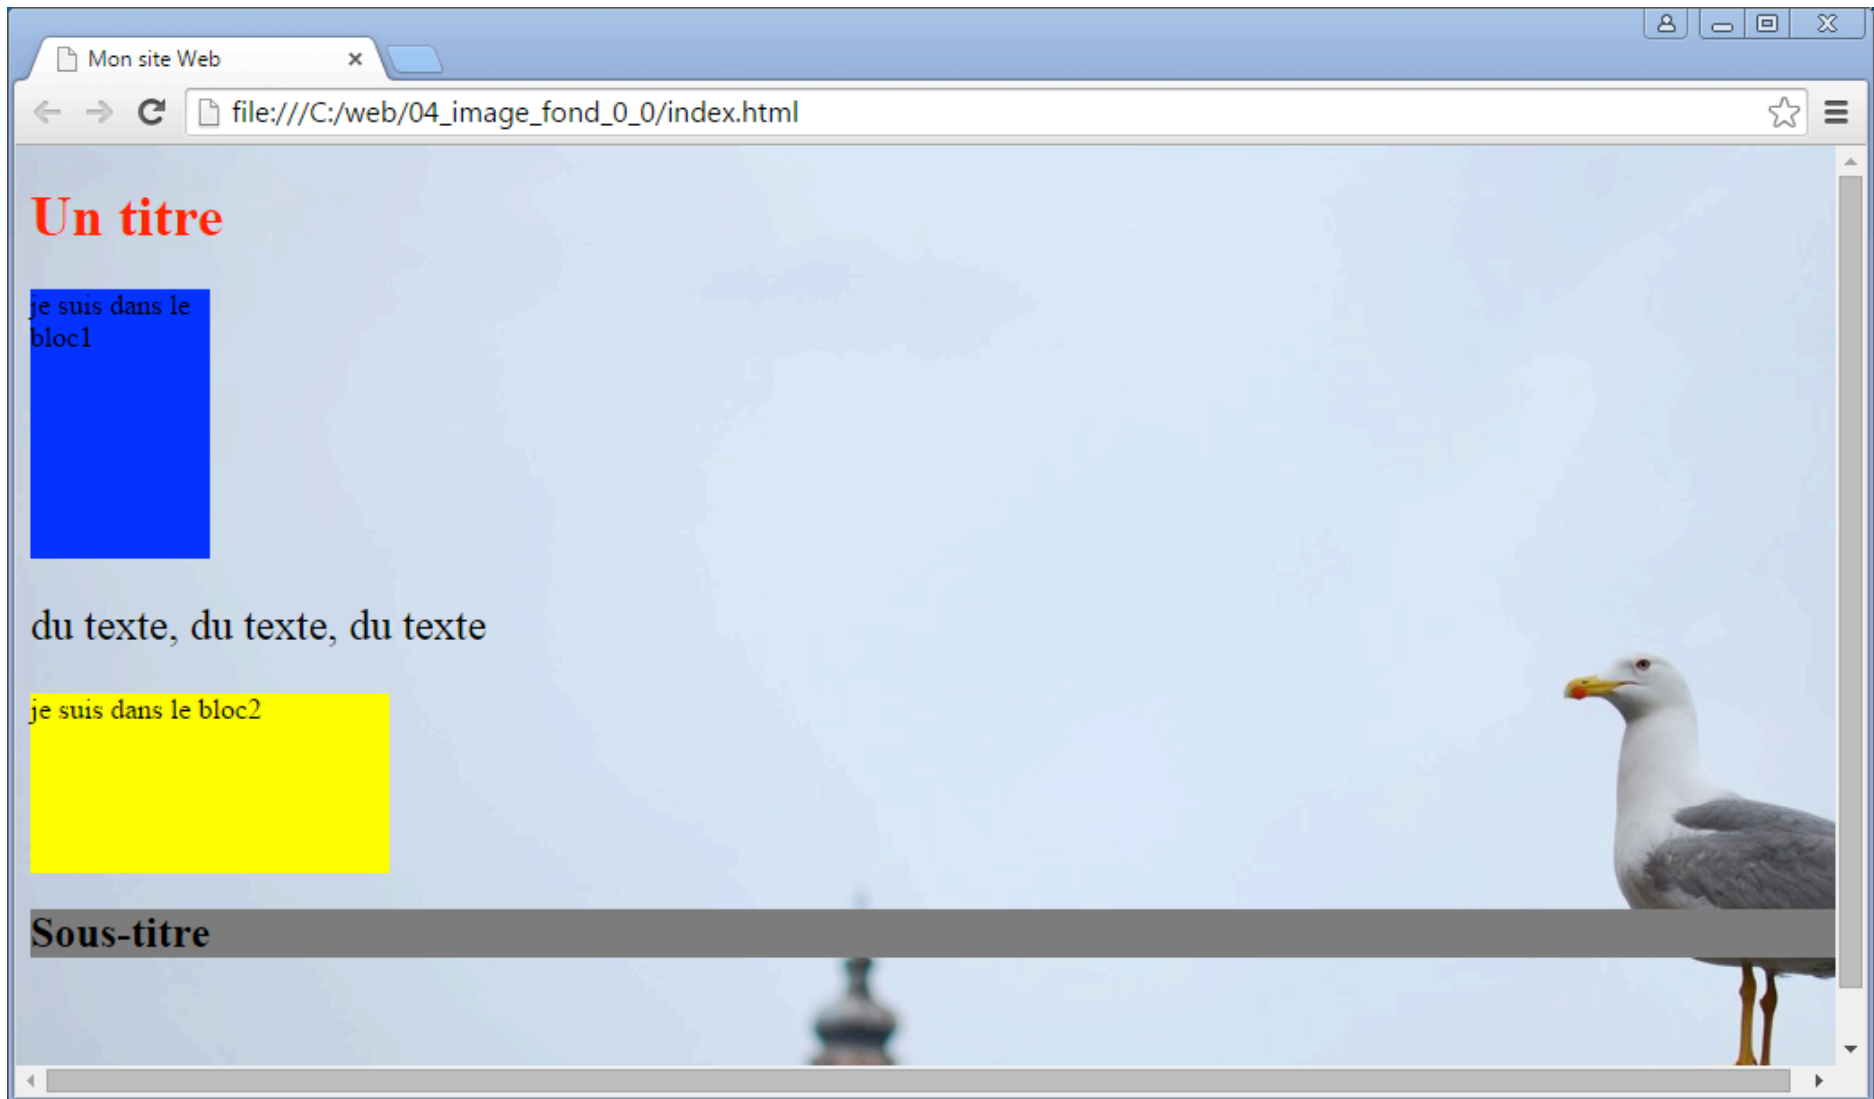 Mon site Web
file:///C:/web/04_image_fond_0_0/index.html
Un titre
je suis dans le
bloc1
du texte, du texte, du texte
je suis dans le bloc2
Sous-titre